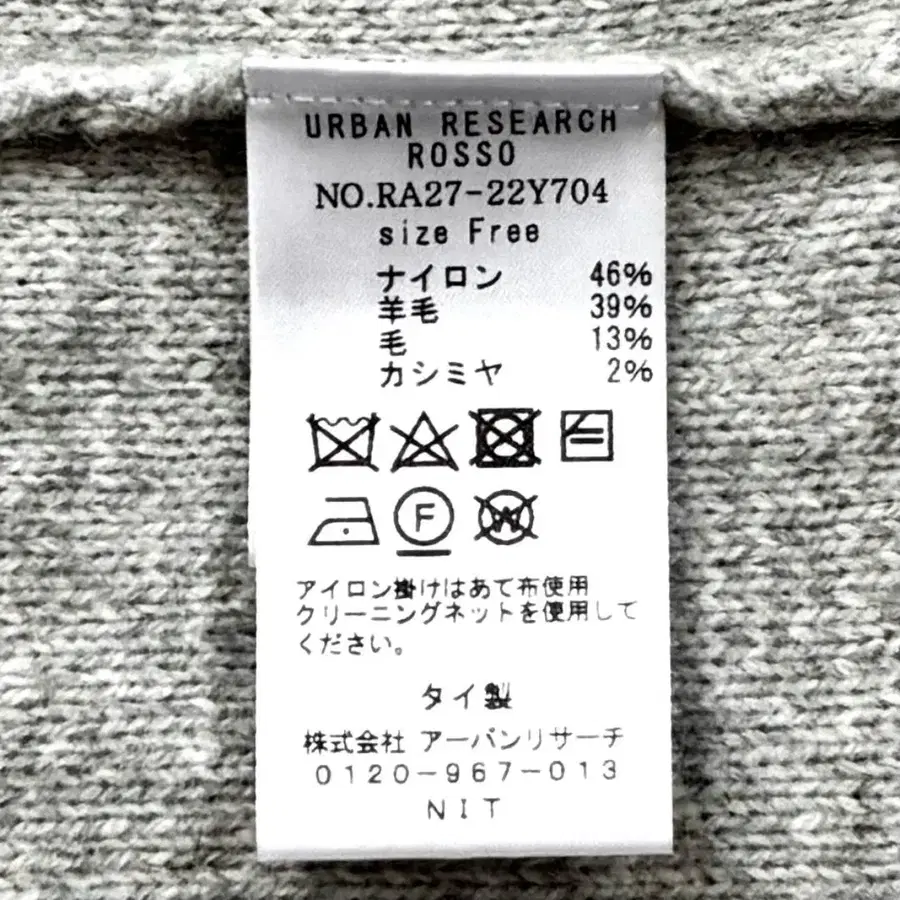 URBAN RESEARCH
ROSSO
NO.RA27-22Y704
size Free
ナイロン 46%
羊毛 39%
毛 13%
カシミヤ 2%
F W
アイロン掛けはあて布使用
クリーニングネットを使用して
ください。
タイ製
株式会社 アーバンリサーチ
0120-967-013
NIT